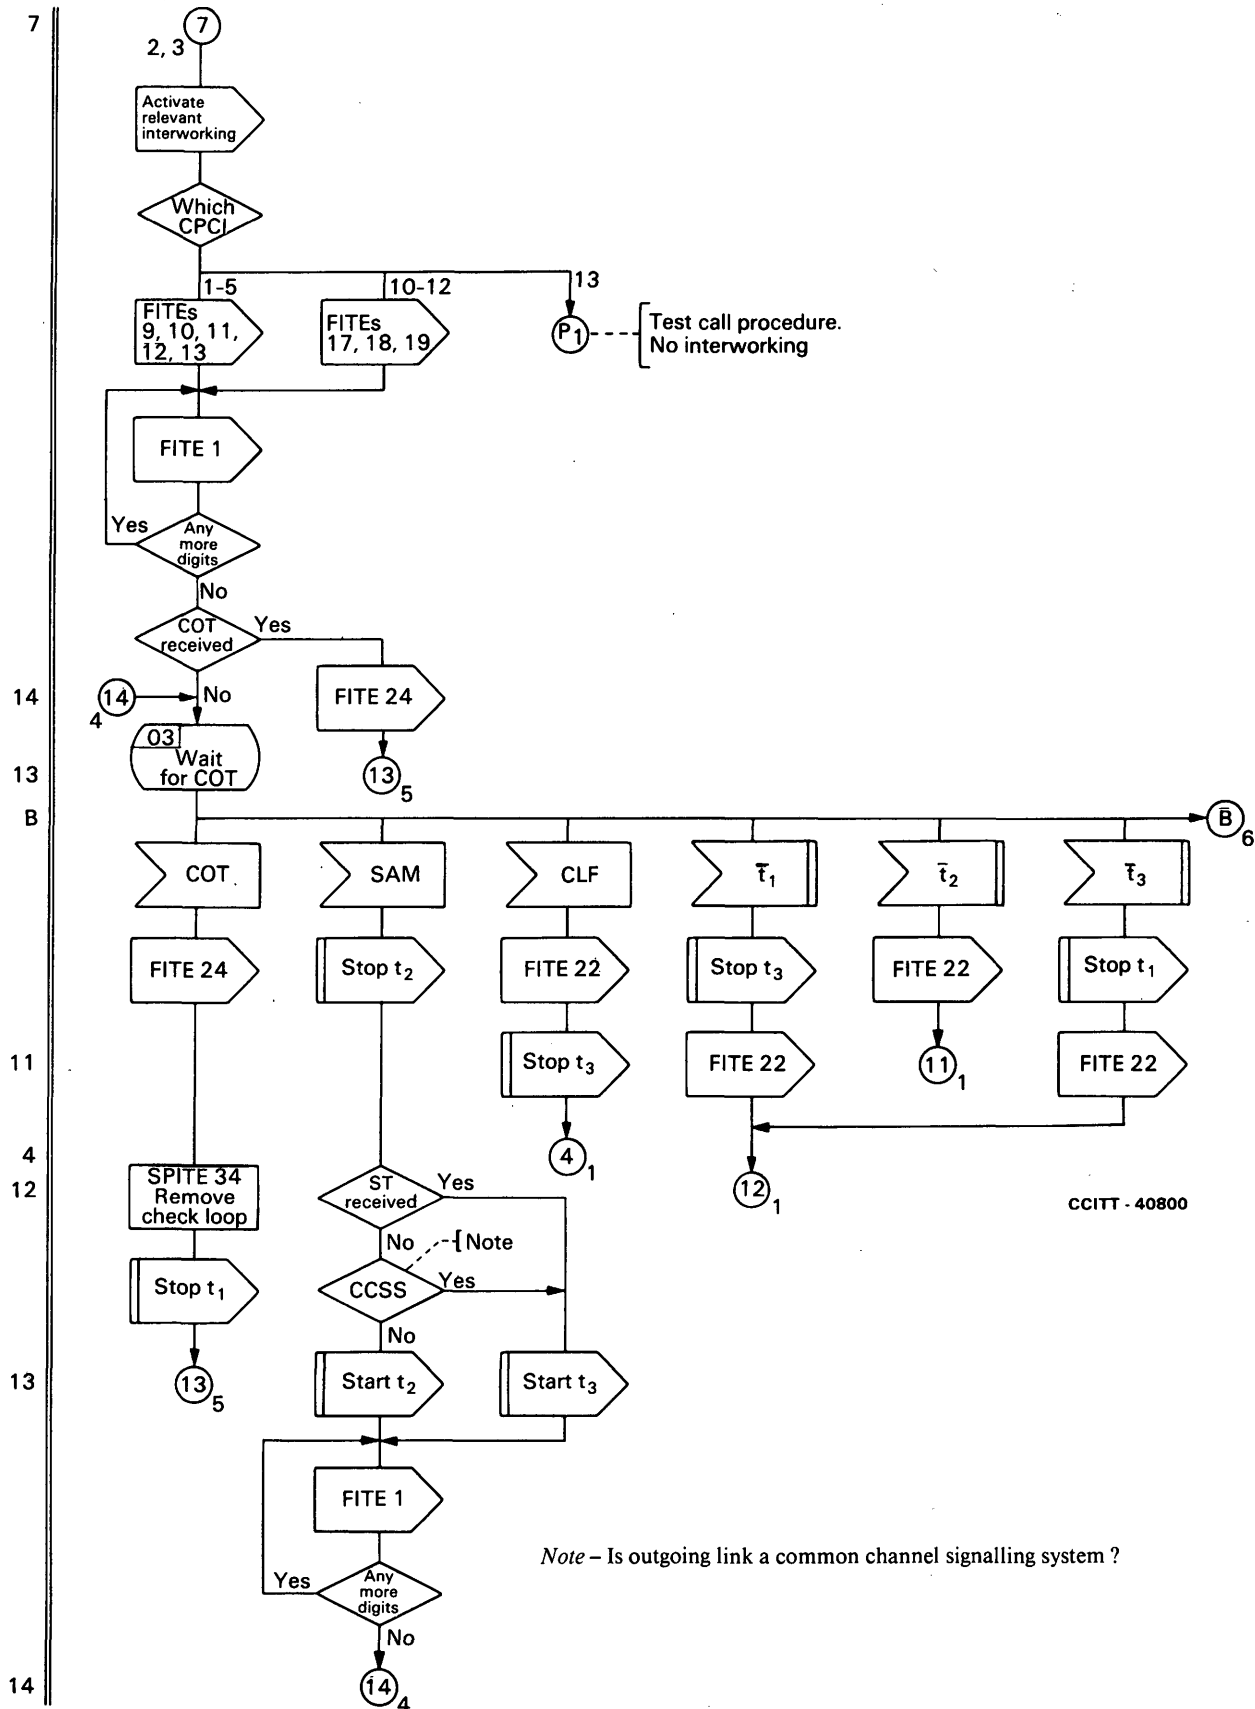 7
7
2, 3
Activate
relevant
interworking
Which
CPCI
1-5
10-12
13
FITEs
9, 10, 11,
12, 13
FITEs
17, 18, 19
P1
Test call procedure.
No interworking
FITE 1
Yes
Any
more
digits
No
COT
received
Yes
14
14
4
No
FITE 24
03
Wait
for COT
13
13
5
B
B̄
6
COT
SAM
CLF
t̄1
t̄2
t̄3
FITE 24
Stop t2
FITE 22
Stop t3
FITE 22
Stop t1
11
Stop t3
FITE 22
11
1
FITE 22
4
4
1
12
SPITE 34
Remove
check loop
ST
received
Yes
12
1
CCITT - 40800
No
Note
Stop t1
CCSS
Yes
No
13
13
5
Start t2
Start t3
FITE 1
Note – Is outgoing link a common channel signalling system ?
Yes
Any
more
digits
No
14
14
4